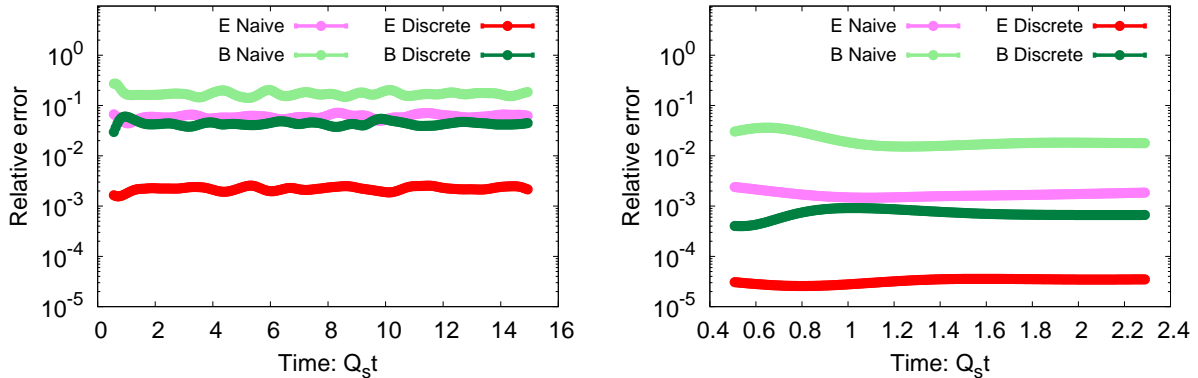 E Naive E Discrete
B Naive B Discrete
10^0
10^-1
10^-2
10^-3
10^-4
10^-5
Relative error
0 2 4 6 8 10 12 14 16
Time: Q_s t
E Naive E Discrete
B Naive B Discrete
10^0
10^-1
10^-2
10^-3
10^-4
10^-5
Relative error
0.4 0.6 0.8 1 1.2 1.4 1.6 1.8 2 2.2 2.4
Time: Q_s t